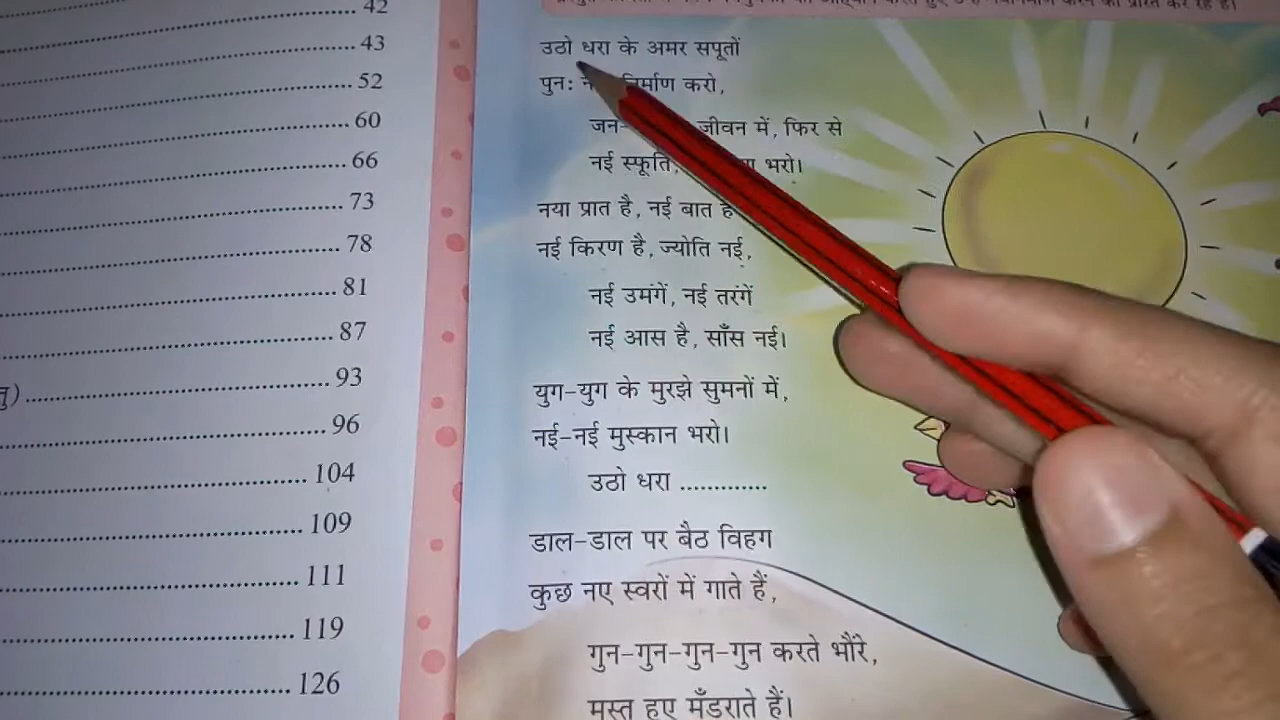 42
43
52
60
66
73
78
81
87
93
96
104
109
111
119
126
उठो धरा के अमर सपूतों
पुनः निर्माण करो,
जन- जीवन में, फिर से
नई स्फूर्ति, भरो।
नया प्रात है, नई बात है
नई किरण है, ज्योति नई,
नई उमंगें, नई तरंगें
नई आस है, साँस नई।
युग-युग के मुरझे सुमनों में,
नई-नई मुस्कान भरो।
उठो धरा .............
डाल-डाल पर बैठ विहग
कुछ नए स्वरों में गाते हैं,
गुन-गुन-गुन-गुन करते भौंरे,
मस्त हुए मँडराते हैं।